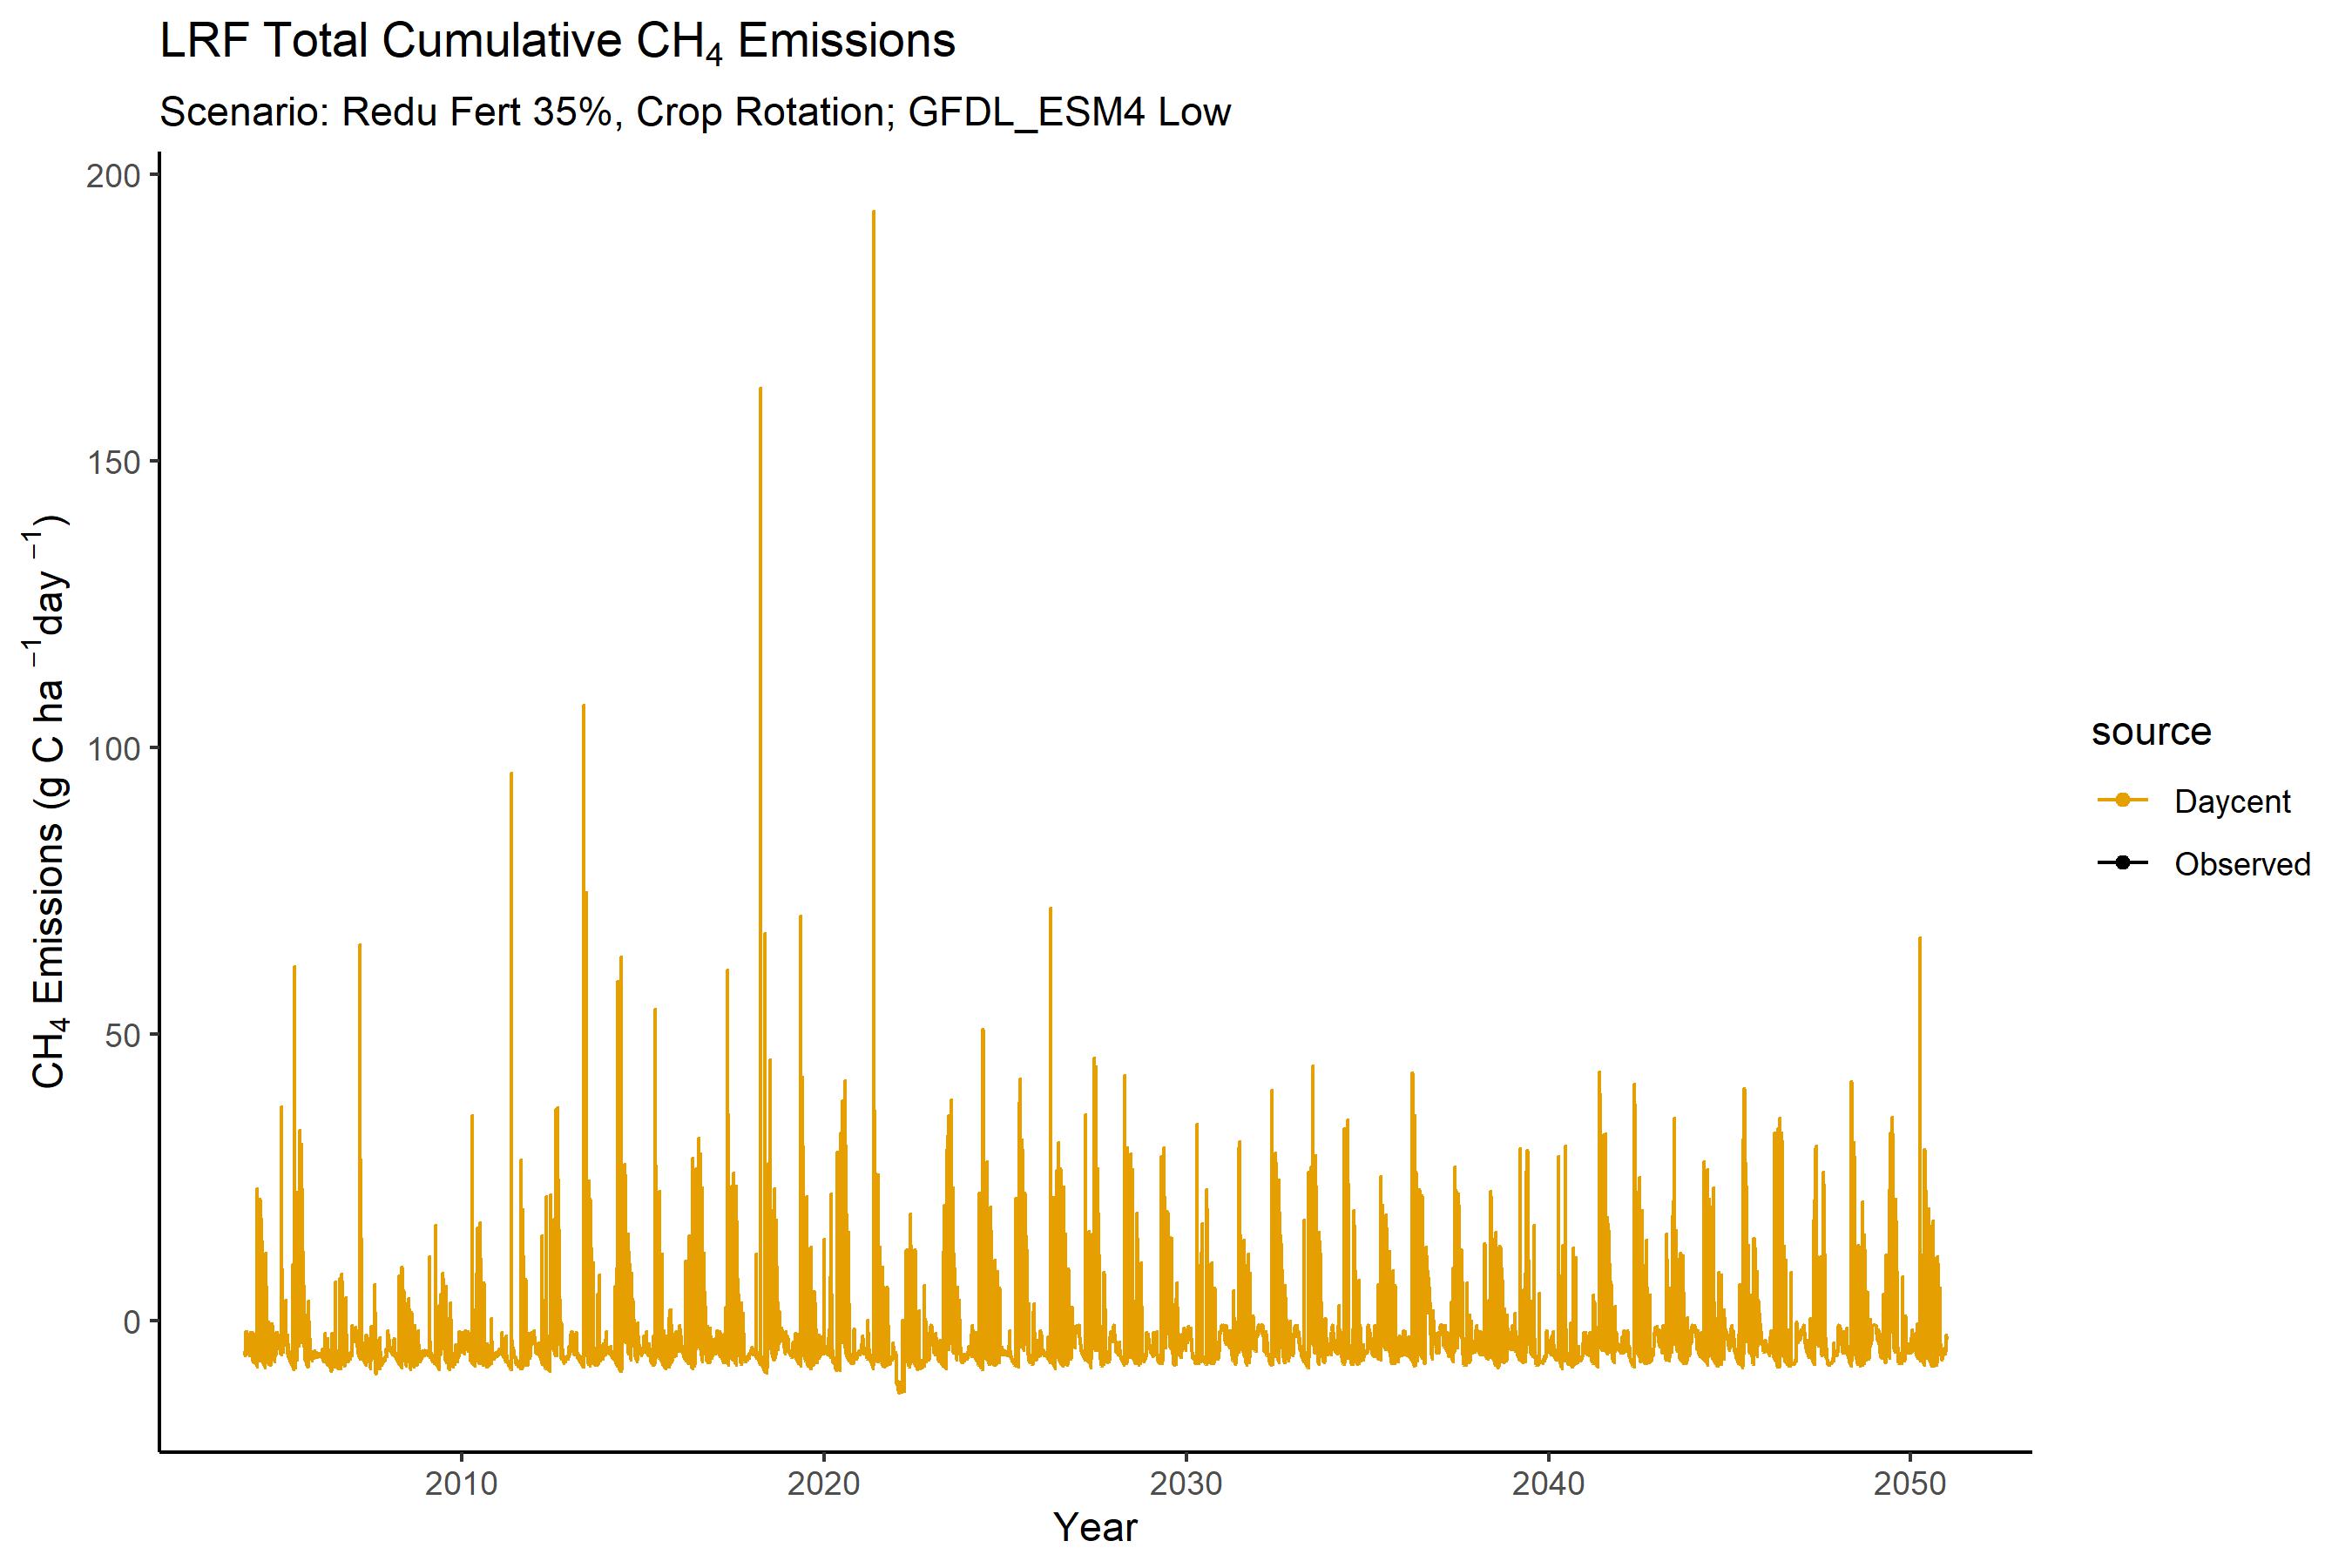 LRF Total Cumulative CH₄ Emissions
Scenario: Redu Fert 35%, Crop Rotation; GFDL_ESM4 Low
CH₄ Emissions (g C ha ⁻¹day ⁻¹)
200
150
100
50
0
2010 2020 2030 2040 2050
Year
source
Daycent
Observed